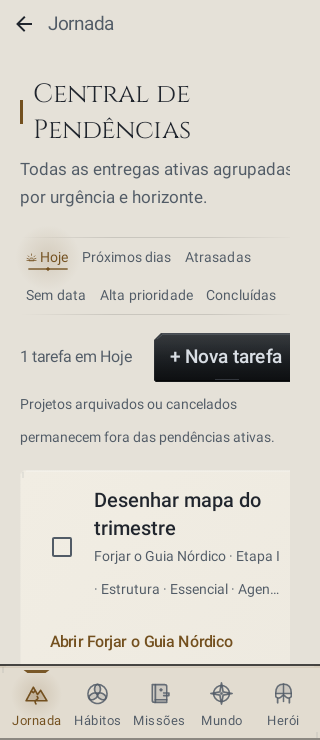 Jornada
Central de
Pendências
Todas as entregas ativas agrupadas
por urgência e horizonte.
Hoje Próximos dias Atrasadas
Sem data Alta prioridade Concluídas
1 tarefa em Hoje + Nova tarefa
Projetos arquivados ou cancelados
permanecem fora das pendências ativas.
Desenhar mapa do
trimestre
Forjar o Guia Nórdico · Etapa I
· Estrutura · Essencial · Agen…
Abrir Forjar o Guia Nórdico
Jornada Hábitos Missões Mundo Herói